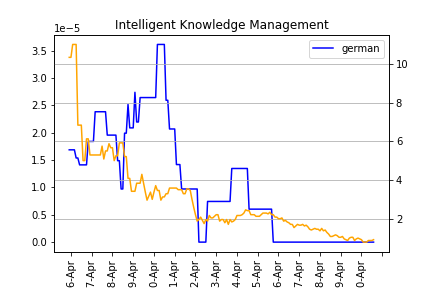 Intelligent Knowledge Management
1e−5
german
3.5
3.0
2.5
2.0
1.5
1.0
0.5
0.0
10
8
6
4
2
6-Apr
7-Apr
8-Apr
9-Apr
0-Apr
1-Apr
2-Apr
3-Apr
4-Apr
5-Apr
6-Apr
7-Apr
8-Apr
9-Apr
0-Apr